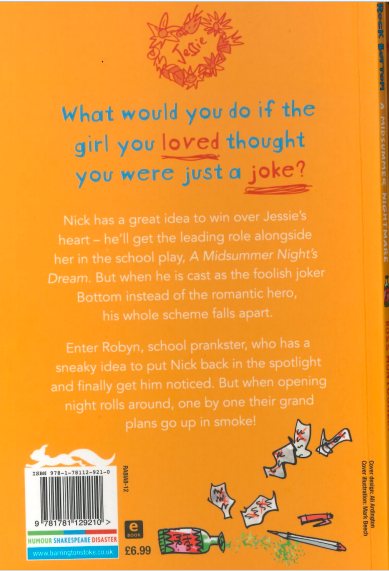 Jessie
What would you do if the
girl you loved thought
you were just a joke?
Nick has a great idea to win over Jessie's
heart – he'll get the leading role alongside
her in the school play, A Midsummer Night's
Dream. But when he is cast as the foolish joker
Bottom instead of the romantic hero,
his whole scheme falls apart.
Enter Robyn, school prankster, who has a
sneaky idea to put Nick back in the spotlight
and finally get him noticed. But when opening
night rolls around, one by one their grand
plans go up in smoke!
ISBN 978-1-78112-921-0
9 781781 129210 >
HUMOUR SHAKESPEARE DISASTER
www.barringtonstoke.co.uk
e
BOOK
£6.99
Cover design: Ali Ardington
Cover illustration: Mark Beech
A MIDSUMMER NIGHTMARE